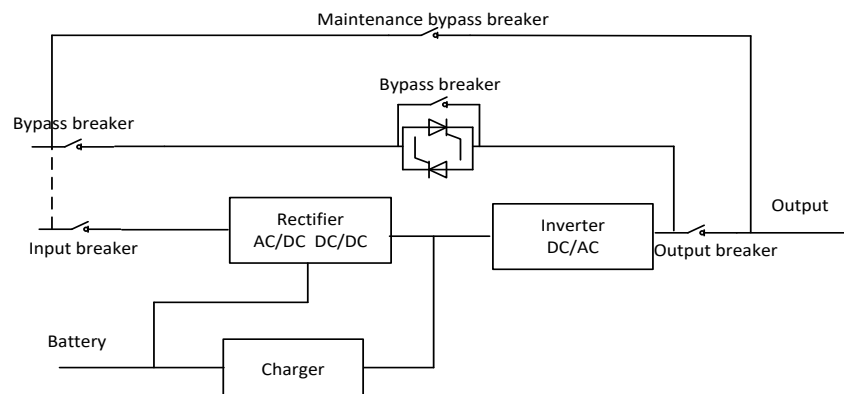 Maintenance bypass breaker
Bypass breaker
Bypass breaker
Input breaker
Rectifier
AC/DC  DC/DC
Inverter
DC/AC
Output
Output breaker
Battery
Charger